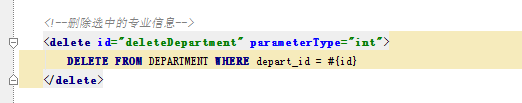 <!--删除选中的专业信息-->
<delete id="deleteDepartment" parameterType="int">
DELETE FROM DEPARTMENT WHERE depart_id = #{id}
</delete>